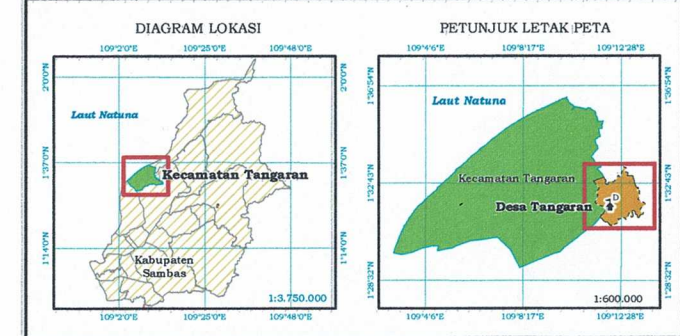 DIAGRAM LOKASI
109°2'0"E 109°25'0"E 109°48'0"E
2°0'0"N
2°0'0"N
Laut Natuna
1°37'0"N
Kecamatan Tangaran
1°37'0"N
1°14'0"N
Kabupaten
Sambas
1°14'0"N
1:3.750.000
109°2'0"E 109°25'0"E 109°48'0"E
PETUNJUK LETAK PETA
109°4'6"E 109°8'17"E 109°12'28"E
1°36'54"N
1°36'54"N
Laut Natuna
1°32'43"N
Kecamatan Tangaran
1°32'43"N
Desa Tangaran
D
1°28'32"N
1°28'32"N
1:600.000
109°4'6"E 109°8'17"E 109°12'28"E